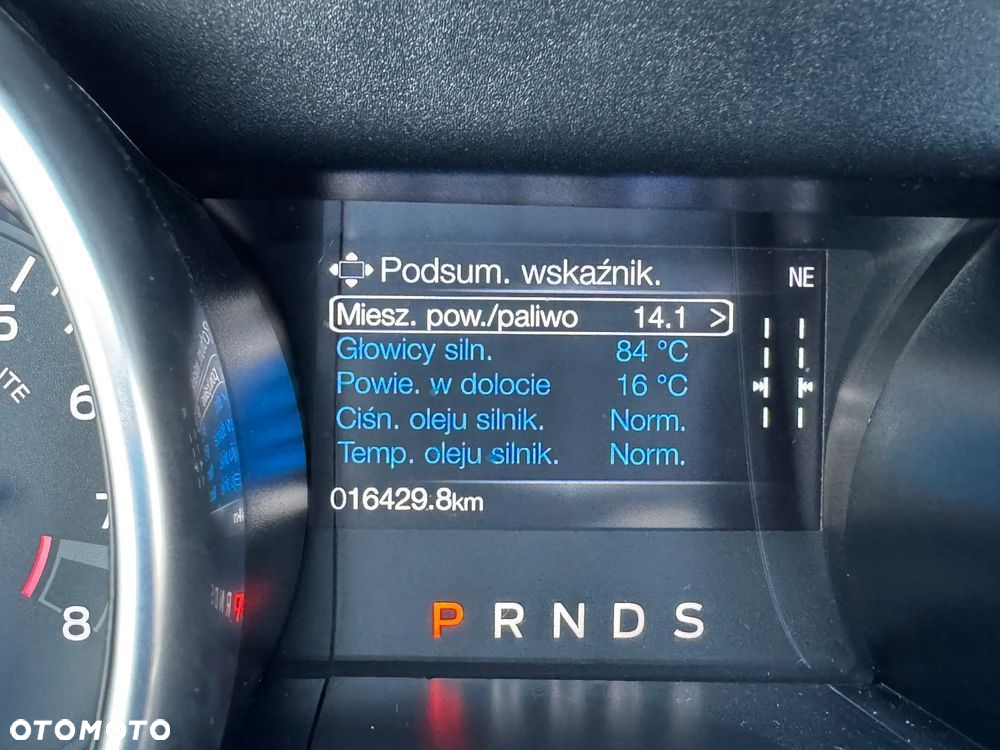 Podsum. wskaźnik. NE
Miesz. pow./paliwo 14.1 >
Głowicy siln. 84 °C
Powie. w dolocie 16 °C
Ciśn. oleju silnik. Norm.
Temp. oleju silnik. Norm.
016429.8km
P R N D S
5
6
7
8
OTOMOTO